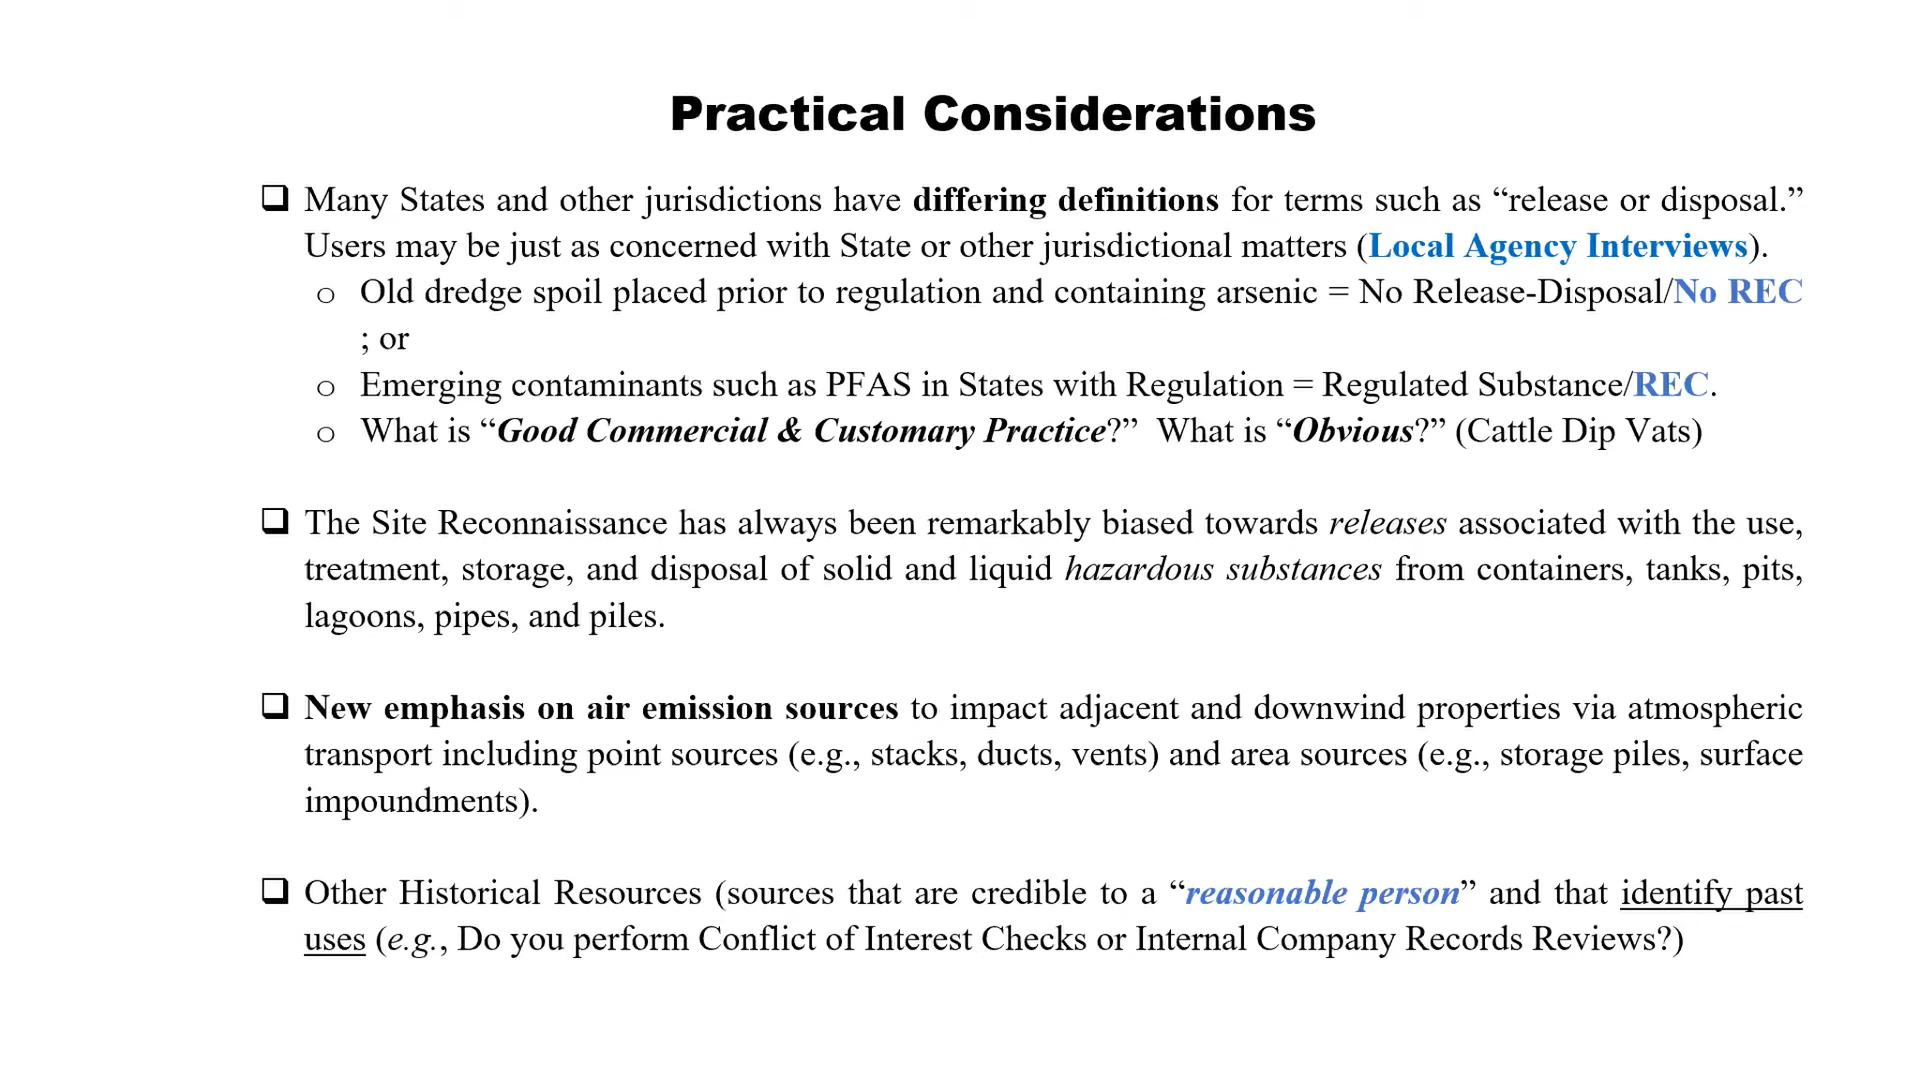 Practical Considerations
❑ Many States and other jurisdictions have differing definitions for terms such as “release or disposal.”
Users may be just as concerned with State or other jurisdictional matters (Local Agency Interviews).
o Old dredge spoil placed prior to regulation and containing arsenic = No Release-Disposal/No REC
; or
o Emerging contaminants such as PFAS in States with Regulation = Regulated Substance/REC.
o What is “Good Commercial & Customary Practice?” What is “Obvious?” (Cattle Dip Vats)
❑ The Site Reconnaissance has always been remarkably biased towards releases associated with the use,
treatment, storage, and disposal of solid and liquid hazardous substances from containers, tanks, pits,
lagoons, pipes, and piles.
❑ New emphasis on air emission sources to impact adjacent and downwind properties via atmospheric
transport including point sources (e.g., stacks, ducts, vents) and area sources (e.g., storage piles, surface
impoundments).
❑ Other Historical Resources (sources that are credible to a “reasonable person” and that identify past
uses (e.g., Do you perform Conflict of Interest Checks or Internal Company Records Reviews?)